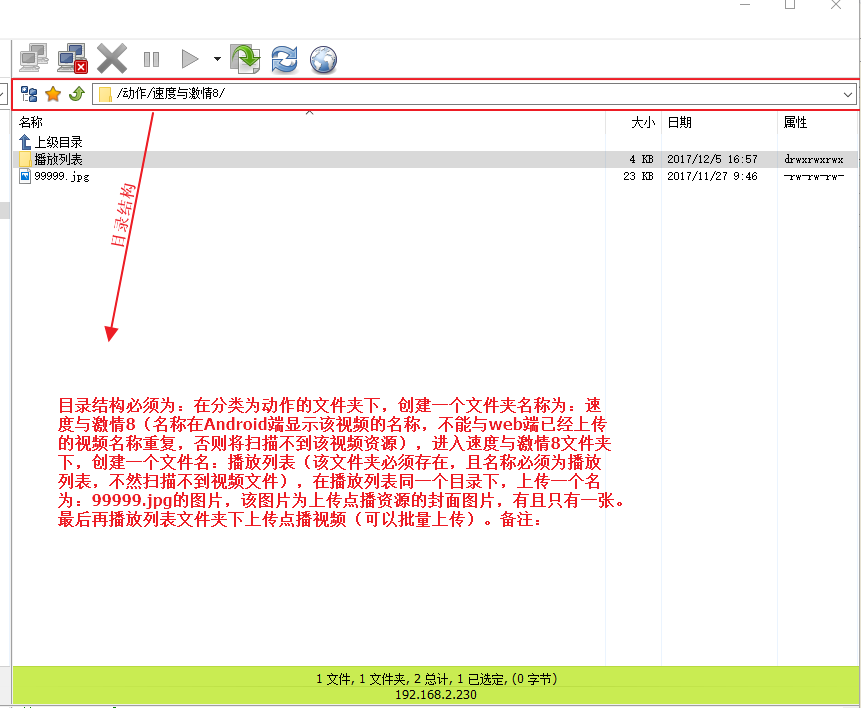 /动作/速度与激情8/
名称 大小 日期 属性
上级目录
播放列表 4 KB 2017/12/5 16:57 drwxrwxrwx
99999.jpg 23 KB 2017/11/27 9:46 -rw-rw-rw-
目录结构
目录结构必须为：在分类为动作的文件夹下，创建一个文件夹名称为：速
度与激情8（名称在Android端显示该视频的名称，不能与web端已经上传
的视频名称重复，否则将扫描不到该视频资源），进入速度与激情8文件夹
下，创建一个文件名：播放列表（该文件夹必须存在，且名称必须为播放
列表，不然扫描不到视频文件），在播放列表同一个目录下，上传一个名
为：99999.jpg的图片，该图片为上传点播资源的封面图片，有且只有一张。
最后再播放列表文件夹下上传点播视频（可以批量上传）。备注：
1 文件, 1 文件夹, 2 总计, 1 已选定, (0 字节)
192.168.2.230